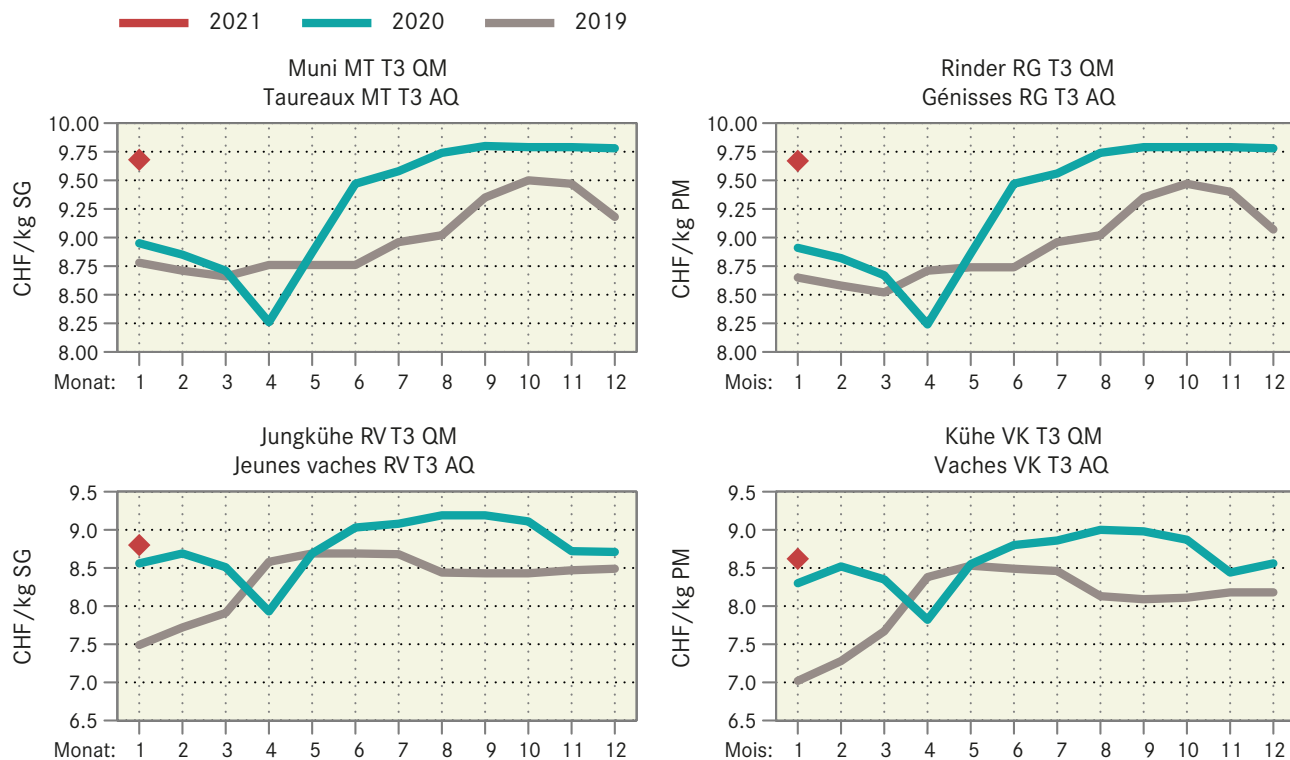 2021 2020 2019
Muni MT T3 QM
Taureaux MT T3 AQ
CHF/kg SG
10.00
9.75
9.50
9.25
9.00
8.75
8.50
8.25
8.00
Monat: 1 2 3 4 5 6 7 8 9 10 11 12
Rinder RG T3 QM
Génisses RG T3 AQ
CHF/kg PM
10.00
9.75
9.50
9.25
9.00
8.75
8.50
8.25
8.00
Mois: 1 2 3 4 5 6 7 8 9 10 11 12
Jungkühe RV T3 QM
Jeunes vaches RV T3 AQ
CHF/kg SG
9.5
9.0
8.5
8.0
7.5
7.0
6.5
Monat: 1 2 3 4 5 6 7 8 9 10 11 12
Kühe VK T3 QM
Vaches VK T3 AQ
CHF/kg PM
9.5
9.0
8.5
8.0
7.5
7.0
6.5
Mois: 1 2 3 4 5 6 7 8 9 10 11 12